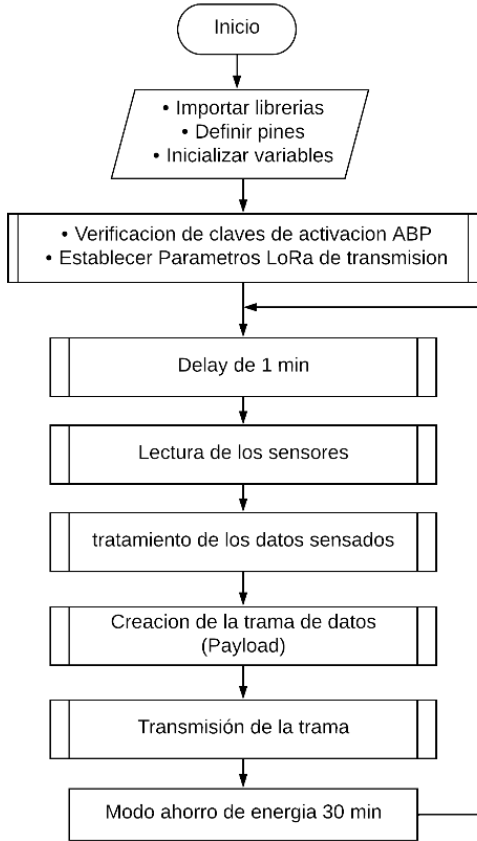 Inicio
• Importar librerias
• Definir pines
• Inicializar variables
• Verificacion de claves de activacion ABP
• Establecer Parametros LoRa de transmision
Delay de 1 min
Lectura de los sensores
tratamiento de los datos sensados
Creacion de la trama de datos
(Payload)
Transmisión de la trama
Modo ahorro de energia 30 min